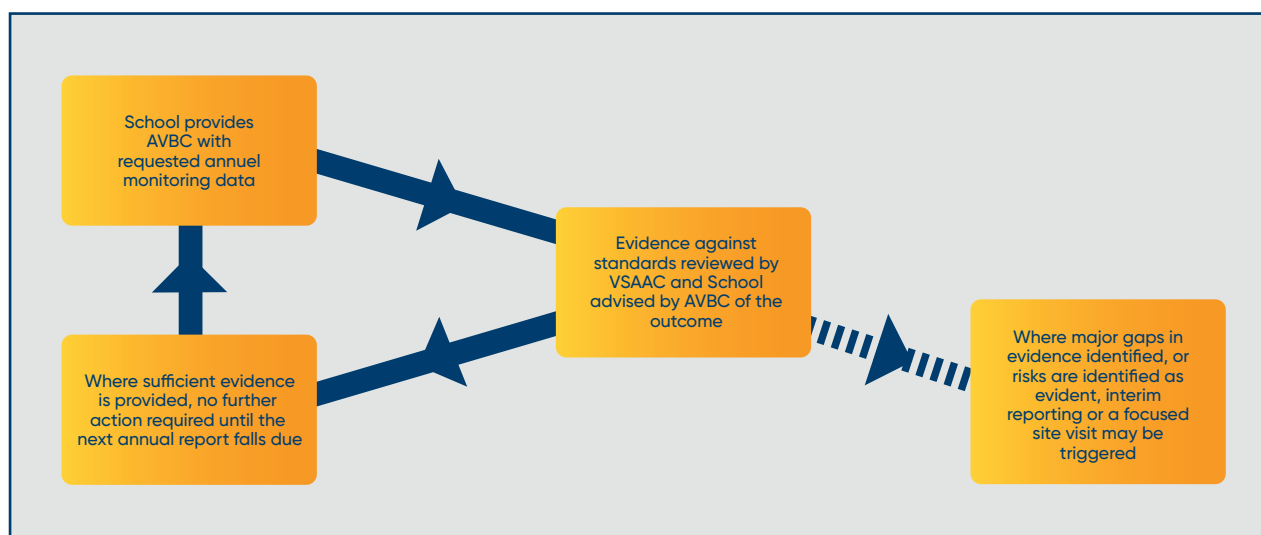 School provides
AVBC with
requested annuel
monitoring data
Evidence against
standards reviewed by
VSAAC and School
advised by AVBC of the
outcome
Where sufficient evidence
is provided, no further
action required until the
next annual report falls due
Where major gaps in
evidence identified, or
risks are identified as
evident, interim
reporting or a focused
site visit may be
triggered